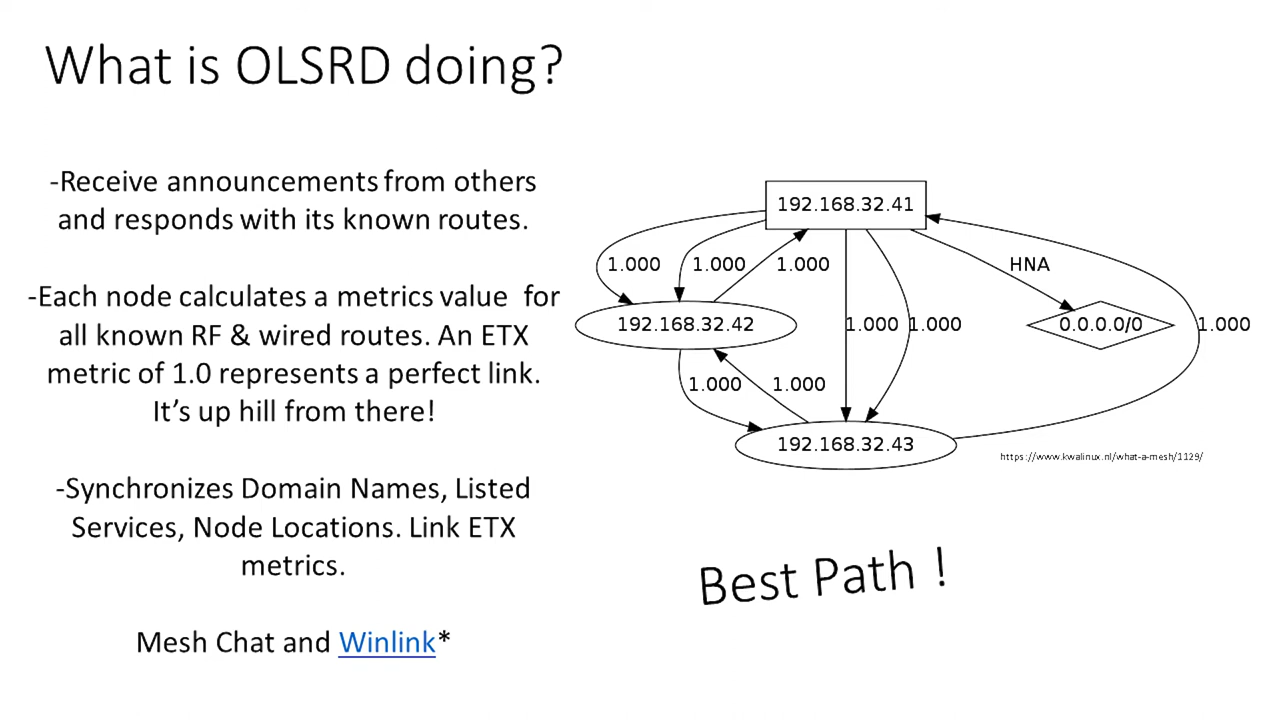 What is OLSRD doing?
-Receive announcements from others
and responds with its known routes.
-Each node calculates a metrics value  for
all known RF & wired routes. An ETX
metric of 1.0 represents a perfect link.
It’s up hill from there!
-Synchronizes Domain Names, Listed
Services, Node Locations. Link ETX
metrics.
Mesh Chat and Winlink*
192.168.32.41
1.000 1.000 1.000 HNA
192.168.32.42 1.000 1.000 0.0.0.0/0 1.000
1.000 1.000
192.168.32.43
https://www.kwalinux.nl/what-a-mesh/1129/
Best Path !